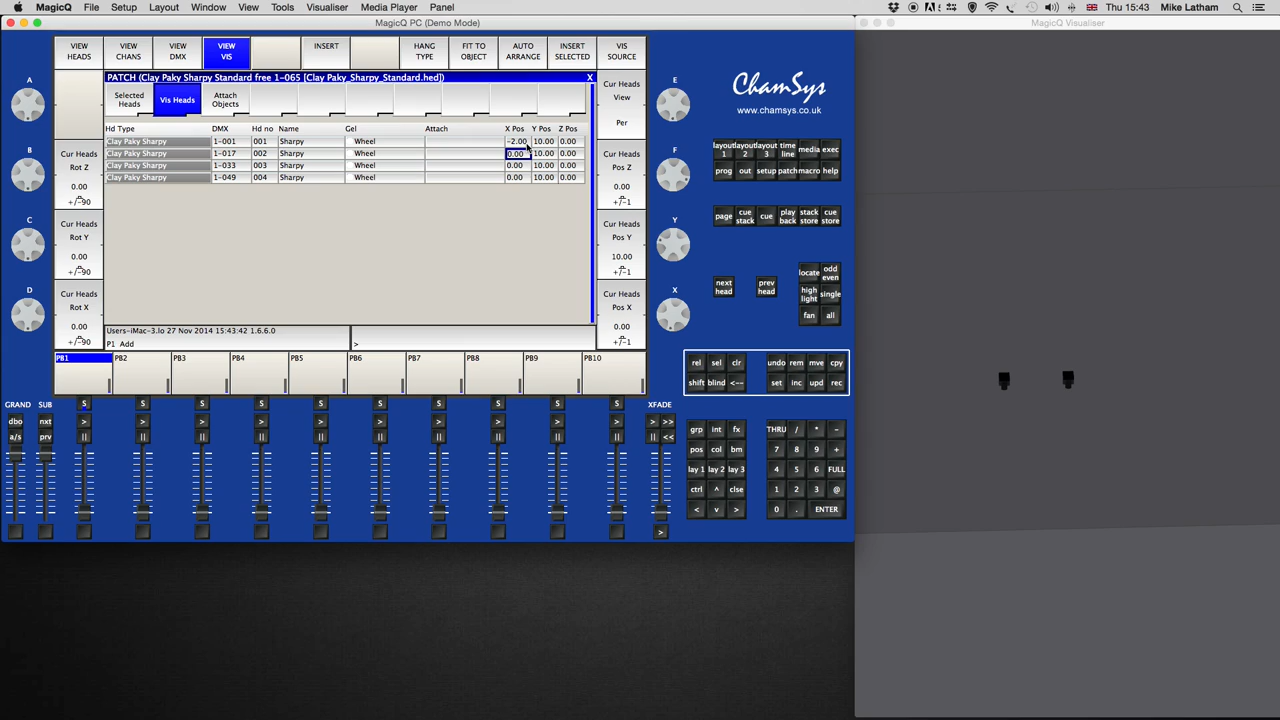 MagicQ File Setup Layout Window View Tools Visualiser Media Player Panel Thu 15:43 Mike Latham
MagicQ PC (Demo Mode)
MagicQ Visualiser
VIEW HEADS VIEW CHANS VIEW DMX VIEW VIS INSERT HANG TYPE FIT TO OBJECT AUTO ARRANGE INSERT SELECTED VIS SOURCE
PATCH (Clay Paky Sharpy Standard free 1-065 [Clay Paky_Sharpy_Standard.hed]) X
Selected Heads Vis Heads Attach Objects
Cur Heads View Per
Hd Type DMX Hd no Name Gel Attach X Pos Y Pos Z Pos
Clay Paky Sharpy 1-001 001 Sharpy Wheel -2.00 10.00 0.00
Clay Paky Sharpy 1-017 002 Sharpy Wheel 0.00 10.00 0.00
Clay Paky Sharpy 1-033 003 Sharpy Wheel 0.00 10.00 0.00
Clay Paky Sharpy 1-049 004 Sharpy Wheel 0.00 10.00 0.00
Cur Heads Rot Z 0.00 +/-90
Cur Heads Rot Y 0.00 +/-90
Cur Heads Rot X 0.00 +/-90
Cur Heads Pos Z 0.00 +/-1
Cur Heads Pos Y 10.00 +/-1
Cur Heads Pos X 0.00 +/-1
Users-iMac-3.lo 27 Nov 2014 15:43:42 1.6.6.0
P1 Add >
A
B
C
D
E
F
Y
X
ChamSys
www.chamsys.co.uk
layout 1 layout 2 layout 3 time line media exec
prog out setup patch macro help
page cue stack cue play back stack store cue store
next head prev head
locate odd even
high light single
fan all
PB1 PB2 PB3 PB4 PB5 PB6 PB7 PB8 PB9 PB10
rel sel clr undo rem mve cpy
shift blind <-- set inc upd rec
GRAND SUB S S S S S S S S S S XFADE
dbo nxt > > > > > > > > > > > >>
a/s prv || || || || || || || || || || || <<
grp int fx THRU / * -
pos col bm 7 8 9 +
lay 1 lay 2 lay 3 4 5 6 FULL
ctrl ^ clse 1 2 3 @
< v > 0 . ENTER
>